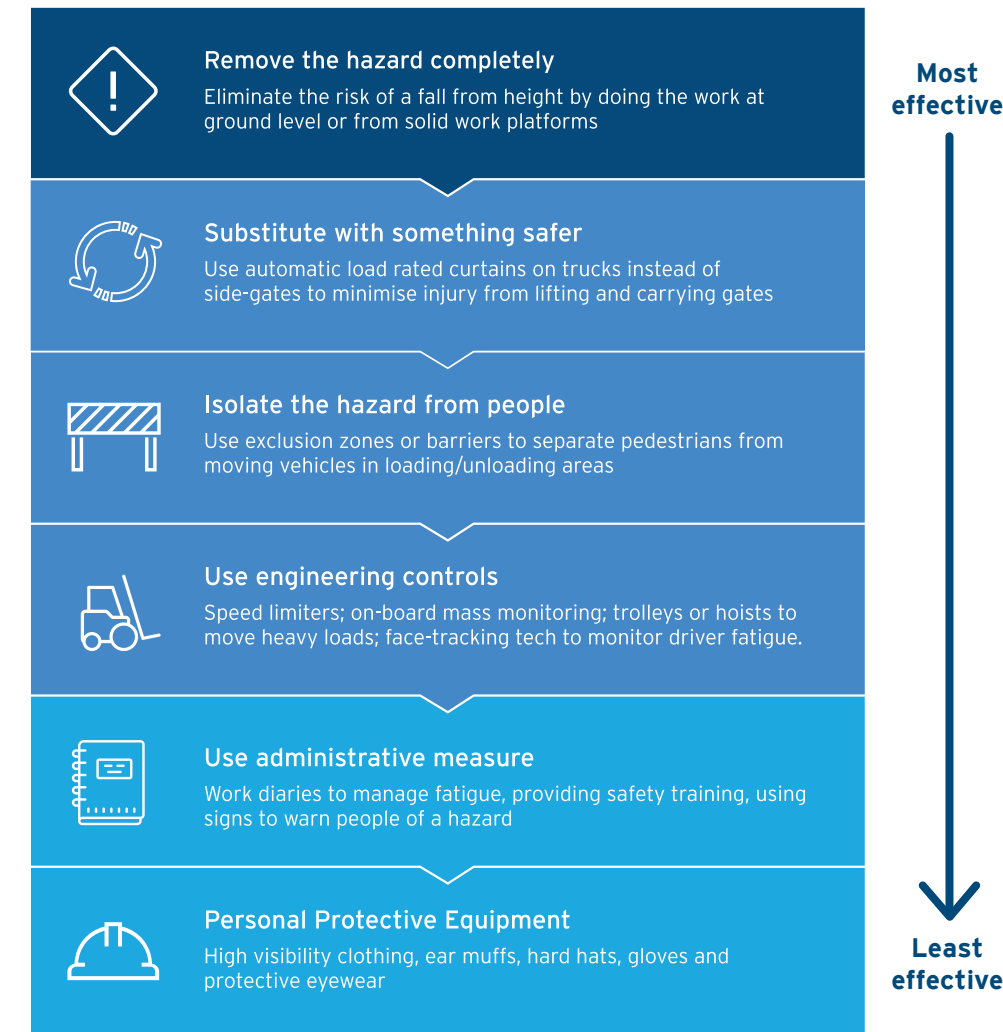 Remove the hazard completely
Eliminate the risk of a fall from height by doing the work at
ground level or from solid work platforms
Substitute with something safer
Use automatic load rated curtains on trucks instead of
side-gates to minimise injury from lifting and carrying gates
Isolate the hazard from people
Use exclusion zones or barriers to separate pedestrians from
moving vehicles in loading/unloading areas
Use engineering controls
Speed limiters; on-board mass monitoring; trolleys or hoists to
move heavy loads; face-tracking tech to monitor driver fatigue.
Use administrative measure
Work diaries to manage fatigue, providing safety training, using
signs to warn people of a hazard
Personal Protective Equipment
High visibility clothing, ear muffs, hard hats, gloves and
protective eyewear
Most
effective
Least
effective